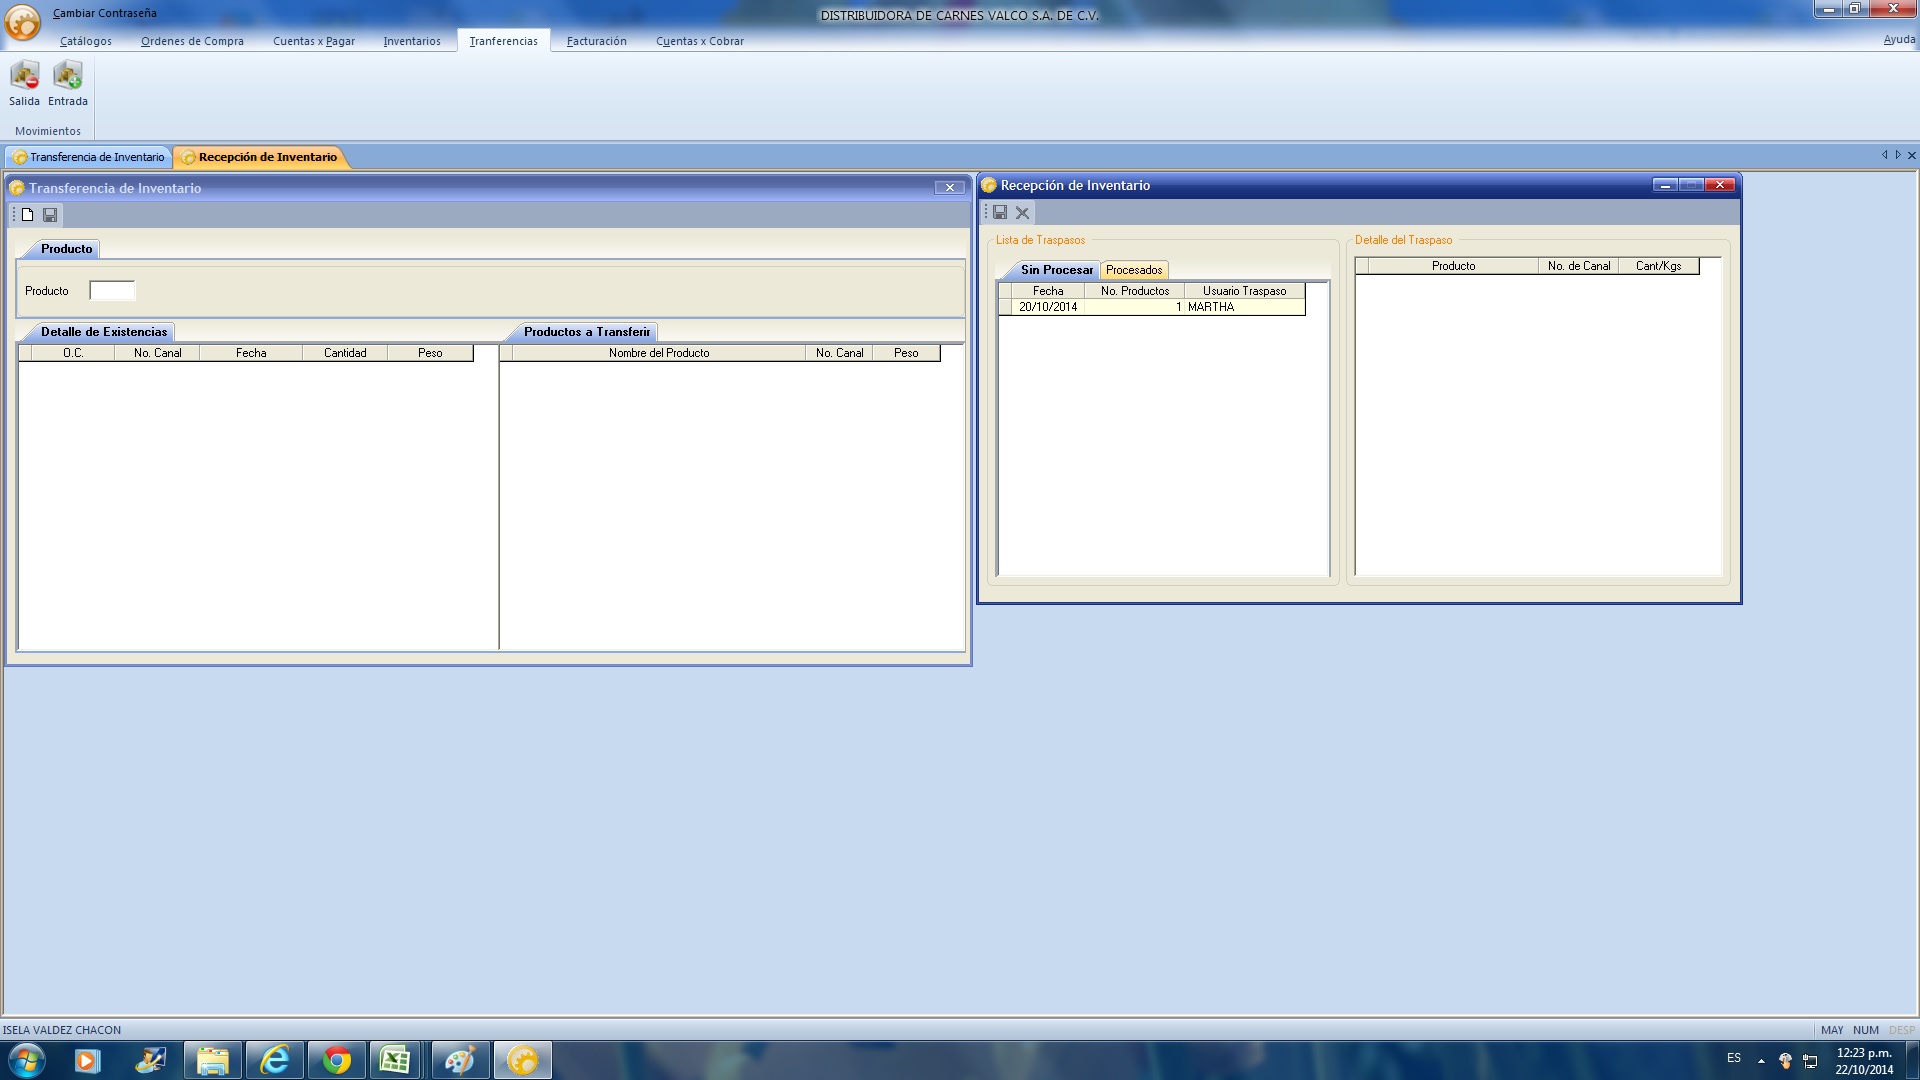 Cambiar Contraseña
DISTRIBUIDORA DE CARNES VALCO S.A. DE C.V.
Catálogos Ordenes de Compra Cuentas x Pagar Inventarios Tranferencias Facturación Cuentas x Cobrar Ayuda
Salida Entrada
Movimientos
Transferencia de Inventario Recepción de Inventario
Transferencia de Inventario
Producto
Producto
Detalle de Existencias Productos a Transferir
O.C. No. Canal Fecha Cantidad Peso Nombre del Producto No. Canal Peso
Recepción de Inventario
Lista de Traspasos Detalle del Traspaso
Sin Procesar Procesados
Producto No. de Canal Cant/Kgs
Fecha No. Productos Usuario Traspaso
20/10/2014 1 MARTHA
ISELA VALDEZ CHACON MAY NUM DESP
ES
12:23 p.m.
22/10/2014